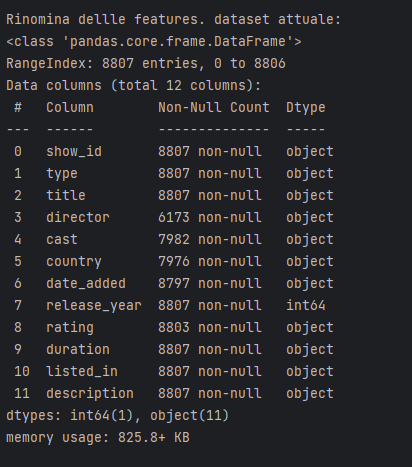 Rinomina dellle features. dataset attuale:
<class 'pandas.core.frame.DataFrame'>
RangeIndex: 8807 entries, 0 to 8806
Data columns (total 12 columns):
 #   Column        Non-Null Count  Dtype
---  ------        --------------  -----
 0   show_id       8807 non-null   object
 1   type          8807 non-null   object
 2   title         8807 non-null   object
 3   director      6173 non-null   object
 4   cast          7982 non-null   object
 5   country       7976 non-null   object
 6   date_added    8797 non-null   object
 7   release_year  8807 non-null   int64
 8   rating        8803 non-null   object
 9   duration      8807 non-null   object
 10  listed_in     8807 non-null   object
 11  description   8807 non-null   object
dtypes: int64(1), object(11)
memory usage: 825.8+ KB